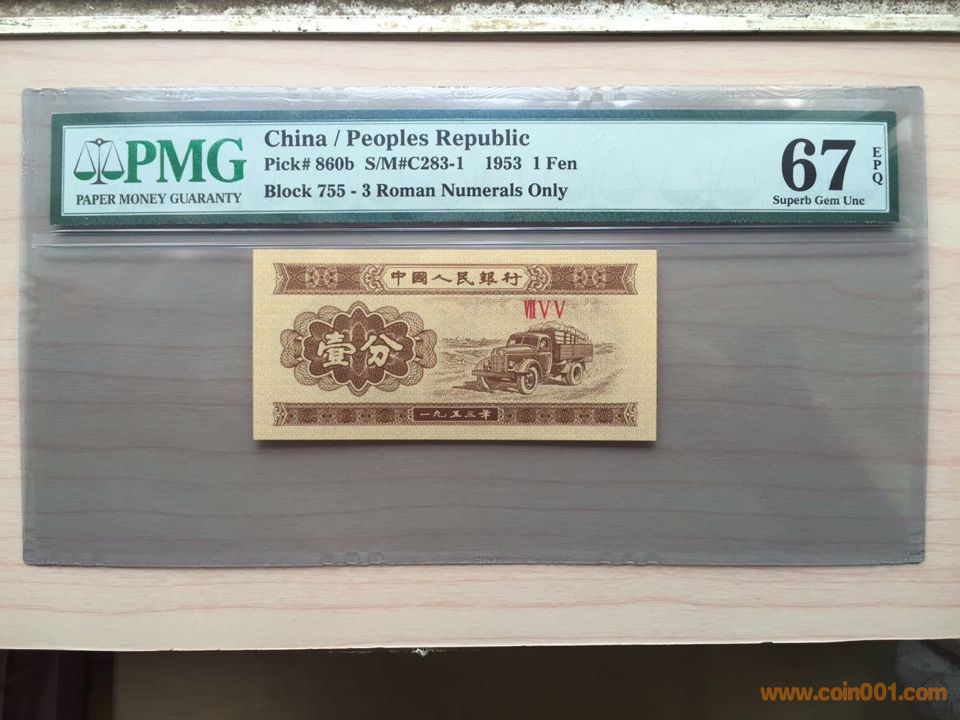 PMG
PAPER MONEY GUARANTY
China / Peoples Republic
Pick# 860b S/M#C283-1 1953 1 Fen
Block 755 - 3 Roman Numerals Only
67
EPQ
Superb Gem Unc
中國人民銀行
ⅧⅤⅤ
壹分
一九五三年
www.coin001.com